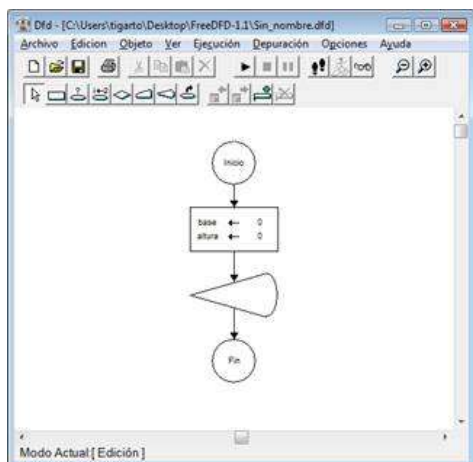 Dfd - [C:\Users\tigarto\Desktop\FreeDFD-1.1\Sin_nombre.dfd]
Archivo Edicion Objeto Ver Ejecución Depuración Opciones Ayuda
Inicio
base ← 0
altura ← 0
Fin
Modo Actual:[ Edición ]